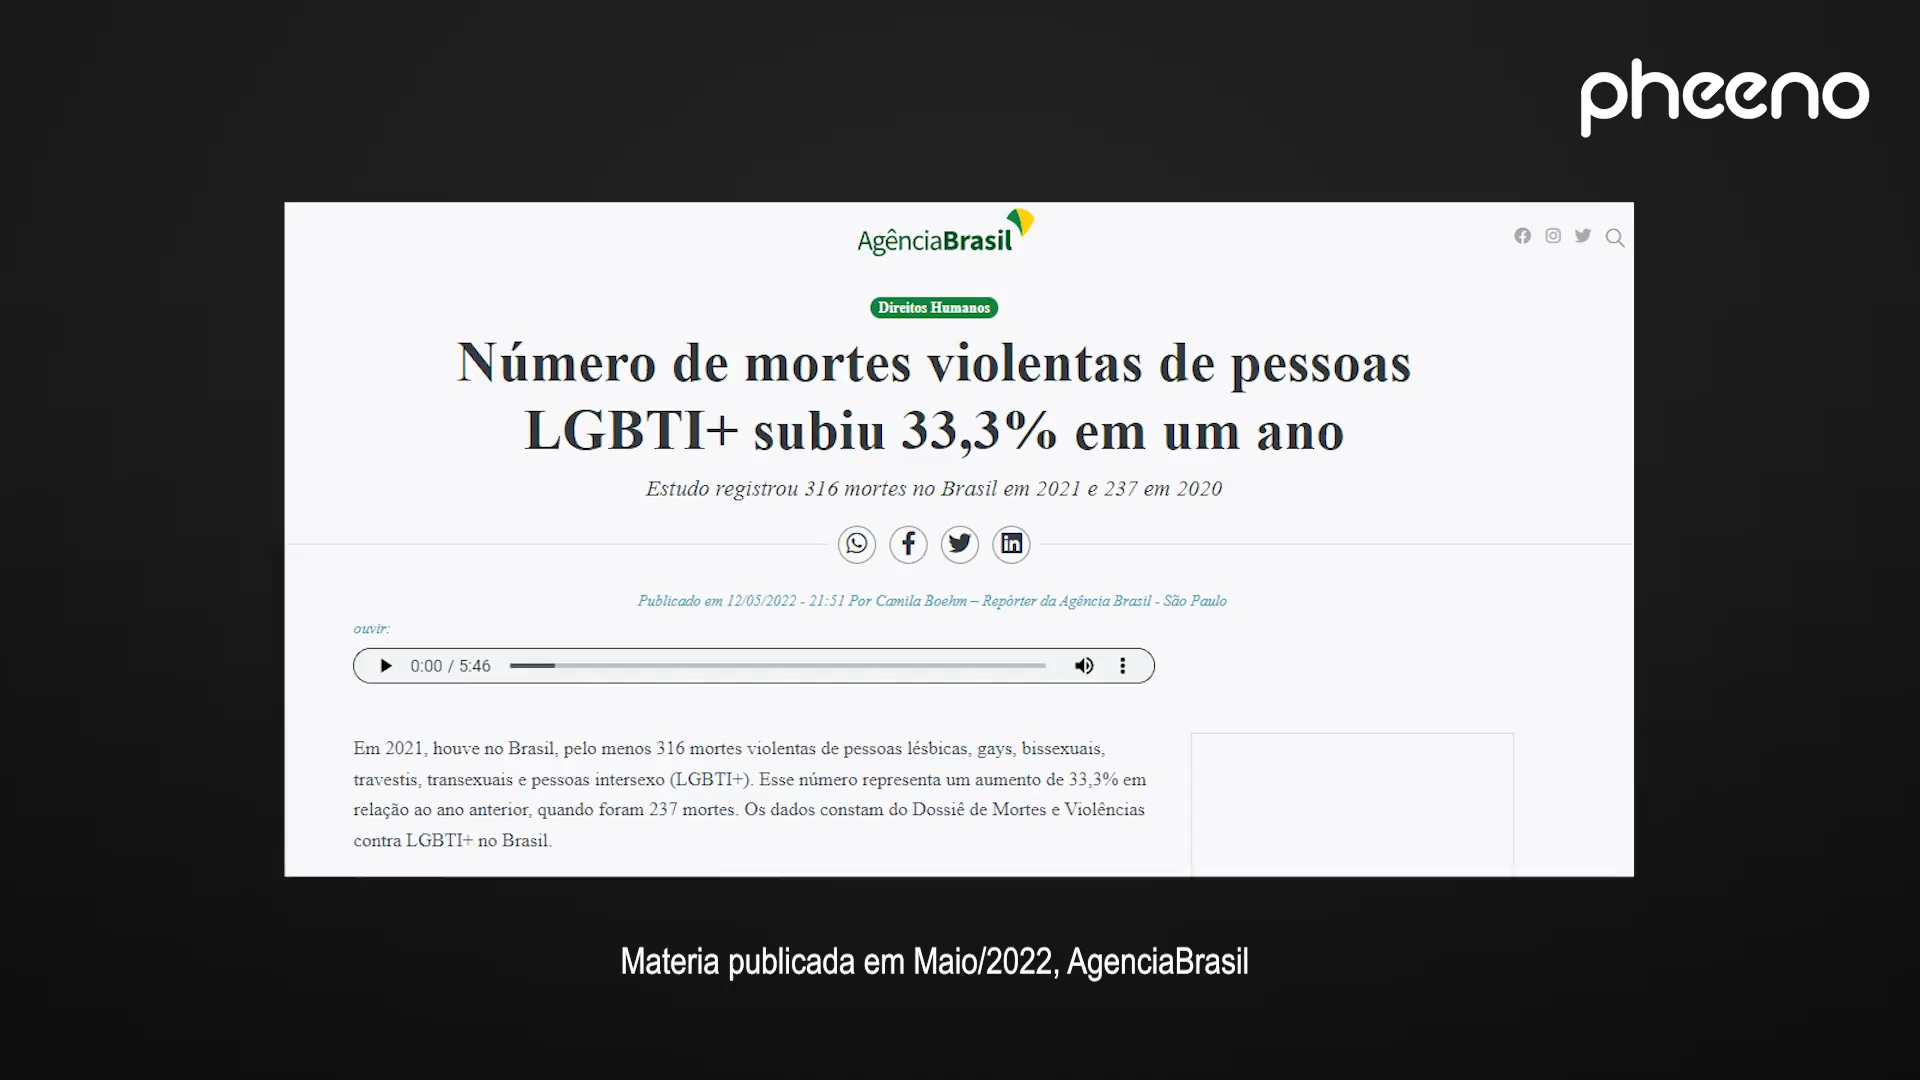 pheeno
AgênciaBrasil
Direitos Humanos
Número de mortes violentas de pessoas
LGBTI+ subiu 33,3% em um ano
Estudo registrou 316 mortes no Brasil em 2021 e 237 em 2020
Publicado em 12/05/2022 - 21:51 Por Camila Boehm – Repórter da Agência Brasil - São Paulo
ouvir:
0:00 / 5:46
Em 2021, houve no Brasil, pelo menos 316 mortes violentas de pessoas lésbicas, gays, bissexuais,
travestis, transexuais e pessoas intersexo (LGBTI+). Esse número representa um aumento de 33,3% em
relação ao ano anterior, quando foram 237 mortes. Os dados constam do Dossiê de Mortes e Violências
contra LGBTI+ no Brasil.
Materia publicada em Maio/2022, AgenciaBrasil